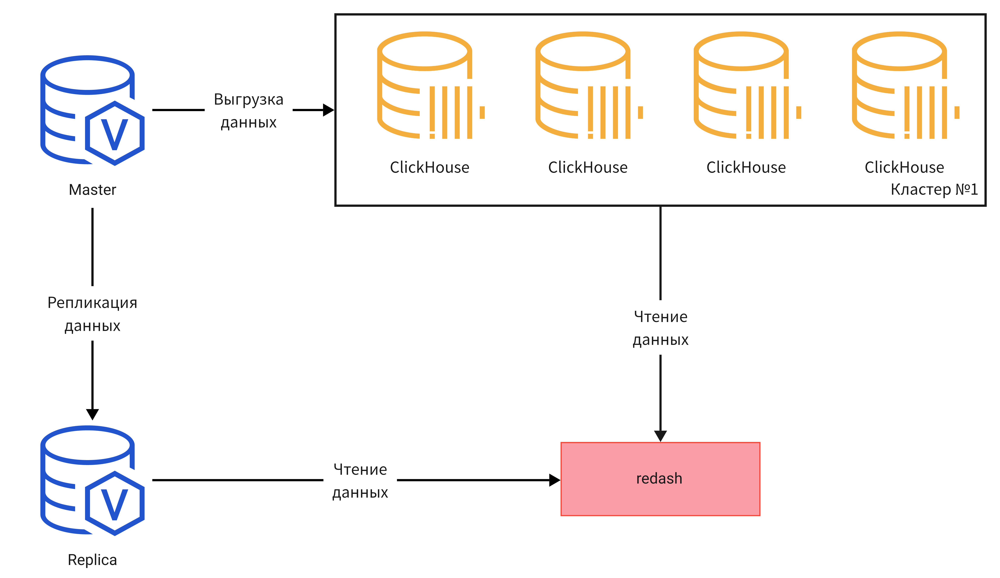 Выгрузка
данных
V
Master
ClickHouse
ClickHouse
ClickHouse
ClickHouse
Кластер №1
Репликация
данных
Чтение
данных
V
Replica
Чтение
данных
redash